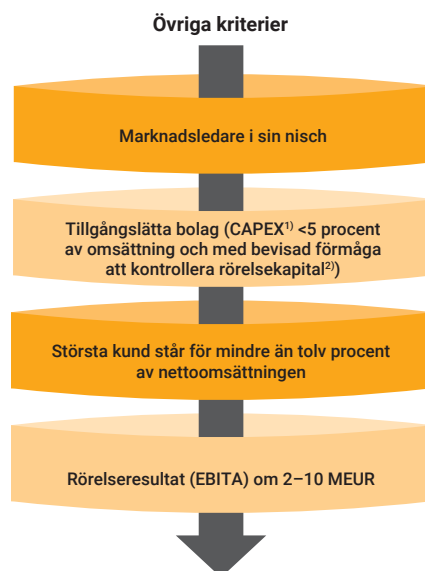 Övriga kriterier
Marknadsledare i sin nisch
Tillgångslätta bolag (CAPEX¹⁾ <5 procent
av omsättning och med bevisad förmåga
att kontrollera rörelsekapital²⁾)
Största kund står för mindre än tolv procent
av nettoomsättningen
Rörelseresultat (EBITA) om 2–10 MEUR